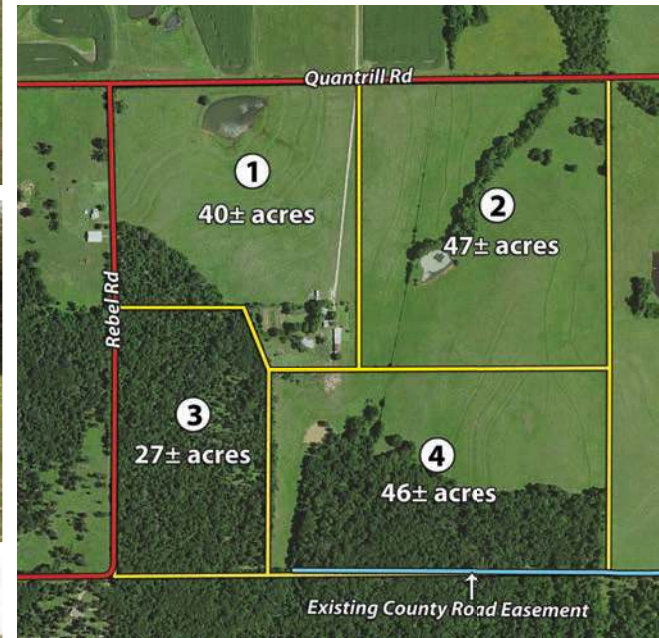 Quantrill Rd
1
40± acres
2
47± acres
Rebel Rd
3
27± acres
4
46± acres
Existing County Road Easement